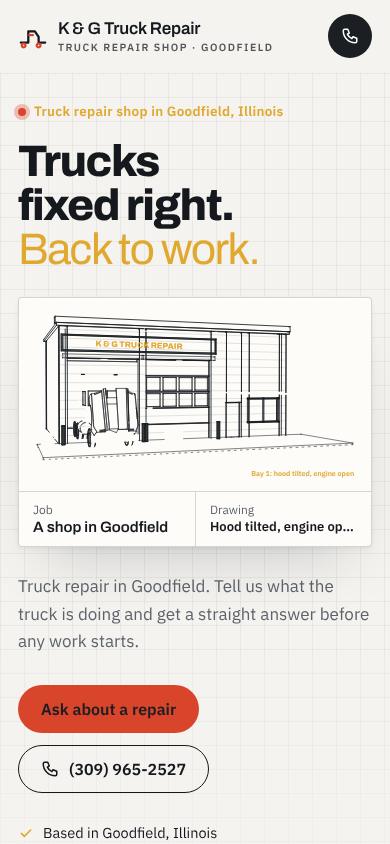 K & G Truck Repair
TRUCK REPAIR SHOP · GOODFIELD
Truck repair shop in Goodfield, Illinois
Trucks
fixed right.
Back to work.
K & G TRUCK REPAIR
Bay 1: hood tilted, engine open
Job
A shop in Goodfield
Drawing
Hood tilted, engine op...
Truck repair in Goodfield. Tell us what the
truck is doing and get a straight answer before
any work starts.
Ask about a repair
(309) 965-2527
Based in Goodfield, Illinois